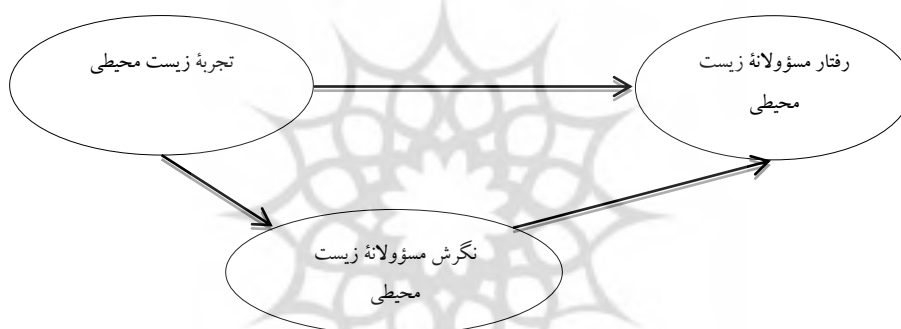 رفتار مسؤولانهٔ زیست
محیطی
تجربهٔ زیست محیطی
نگرش مسؤولانهٔ زیست
محیطی